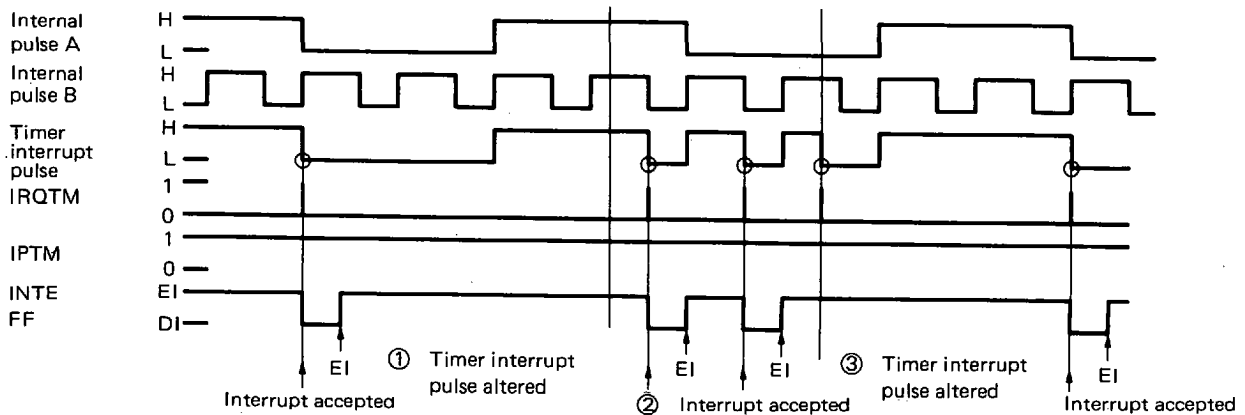 Internal pulse A H L
Internal pulse B H L
Timer interrupt pulse H L
IRQTM 1 0
IPTM 1 0
INTE FF EI DI
EI EI EI EI
① Timer interrupt pulse altered
③ Timer interrupt pulse altered
Interrupt accepted ② Interrupt accepted Interrupt accepted